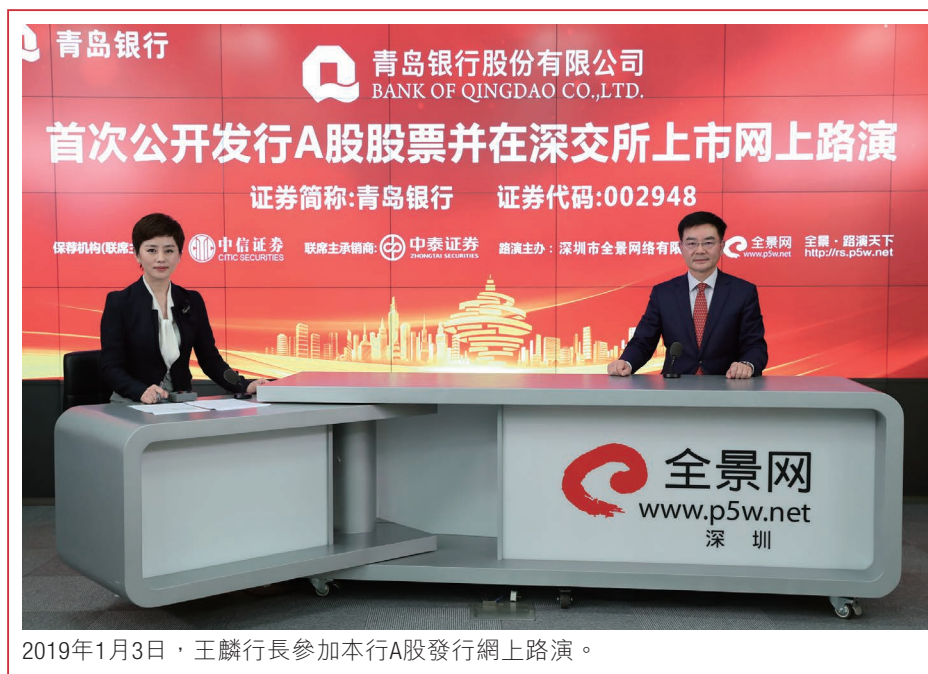 青岛银行
青岛银行股份有限公司
BANK OF QINGDAO CO.,LTD.
首次公开发行A股股票并在深交所上市网上路演
证券简称:青岛银行 证券代码:002948
保荐机构(联席主 中信证券 联席主承销商: 中泰证券 路演主办:深圳市全景网络有限 全景网 全景·路演天下
CITIC SECURITIES ZHONGTAI SECURITIES www.p5w.net http://rs.p5w.net
全景网
www.p5w.net
深圳
2019年1月3日,王麟行長參加本行A股發行網上路演。